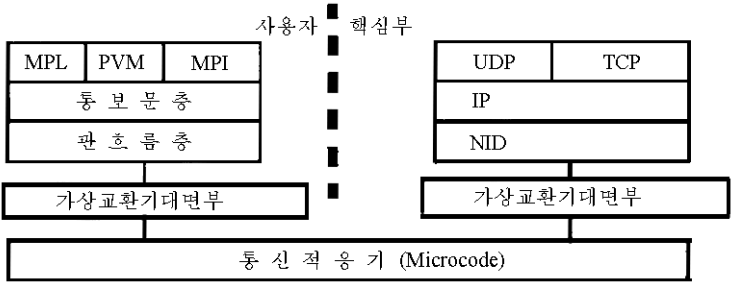 사용자 핵심부
MPL PVM MPI
통 보 문 층
관 흐 름 층
가상교환기대면부
UDP TCP
IP
NID
가상교환기대면부
통 신 적 응 기 (Microcode)